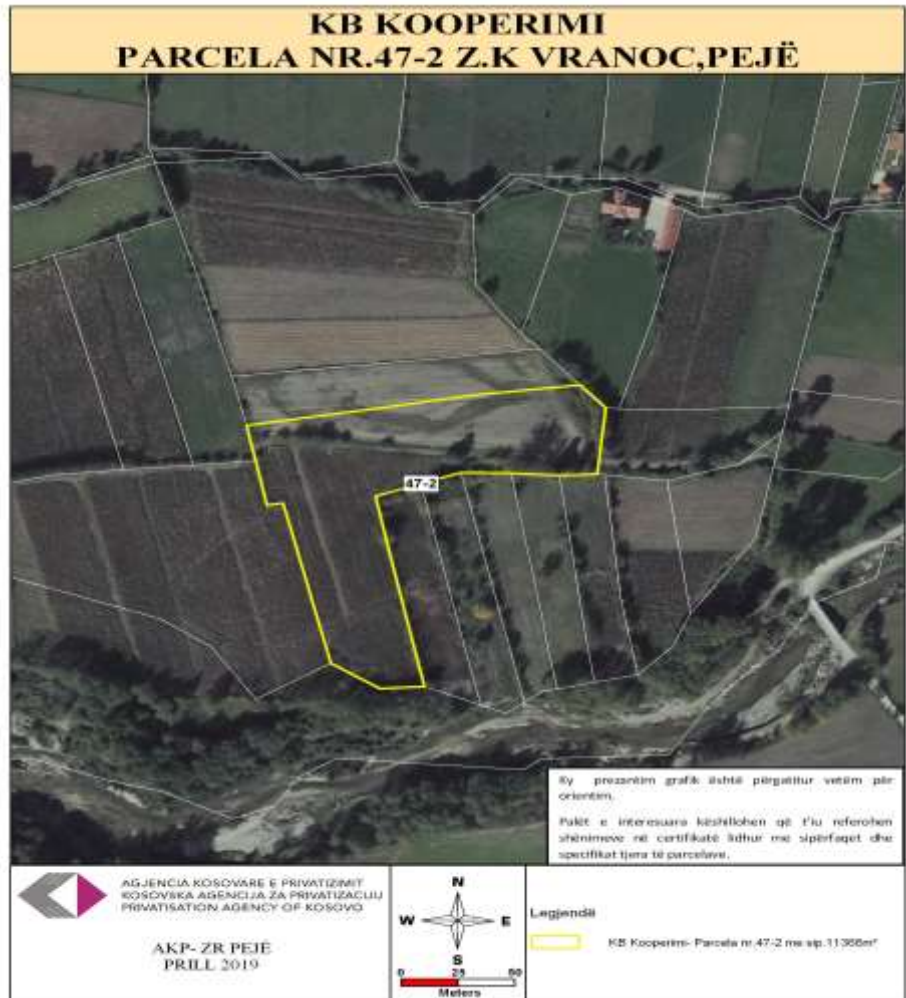 KB KOOPERIMI
PARCELA NR.47-2 Z.K VRANOC,PEJË
47-2
Ky prezantim grafik është përgatitur vetëm për
orientim.
Palët e interesuara këshillohen që t'iu referohen
shënimeve në certifikatë lidhur me sipërfaqet dhe
specifikat tjera të parcelave.
AGJENCIA KOSOVARE E PRIVATIZIMIT
KOSOVSKA AGENCIJA ZA PRIVATIZACIJU
PRIVATISATION AGENCY OF KOSOVO
AKP- ZR PEJË
PRILL 2019
N
W E
S
0 25 50
Meters
Legjendë
KB Kooperimi- Parcela nr.47-2 me sip.11366m²